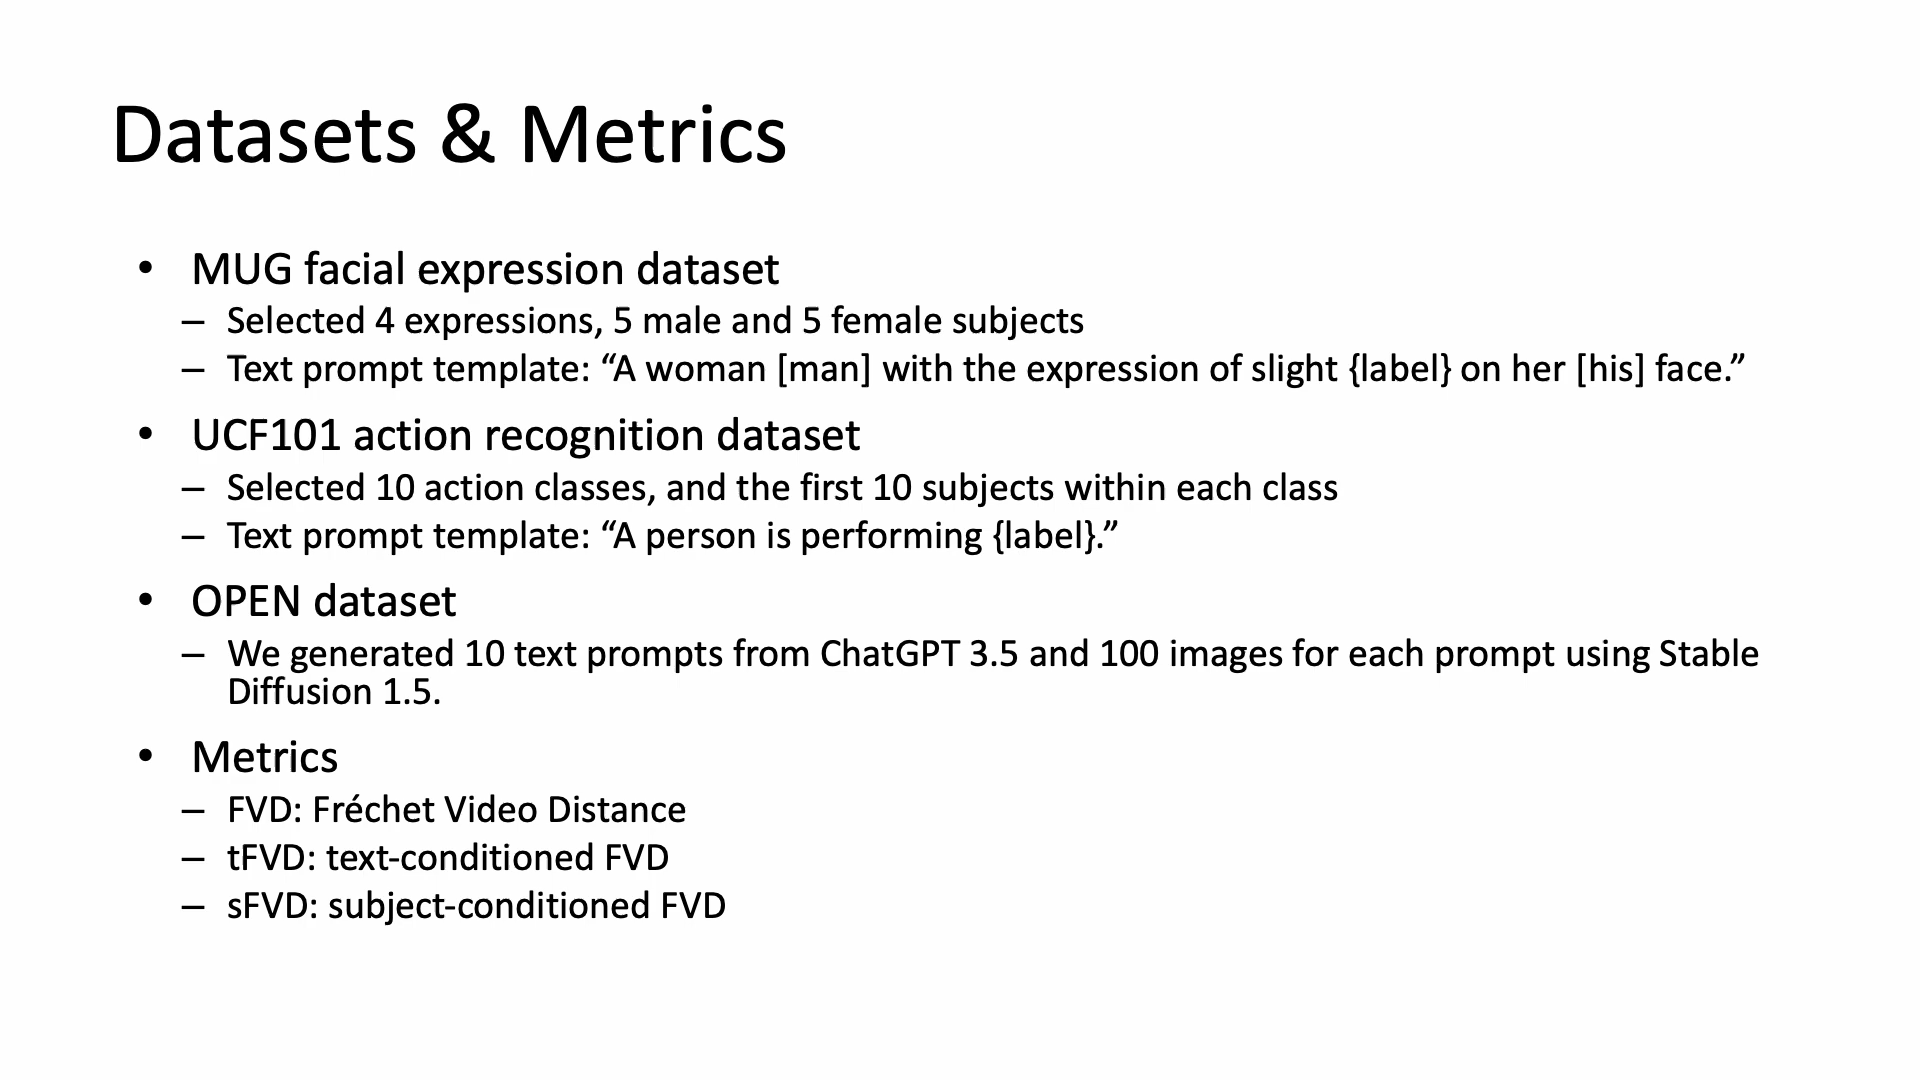 Datasets & Metrics
• MUG facial expression dataset
– Selected 4 expressions, 5 male and 5 female subjects
– Text prompt template: “A woman [man] with the expression of slight {label} on her [his] face.”
• UCF101 action recognition dataset
– Selected 10 action classes, and the first 10 subjects within each class
– Text prompt template: “A person is performing {label}.”
• OPEN dataset
– We generated 10 text prompts from ChatGPT 3.5 and 100 images for each prompt using Stable
Diffusion 1.5.
• Metrics
– FVD: Fréchet Video Distance
– tFVD: text-conditioned FVD
– sFVD: subject-conditioned FVD